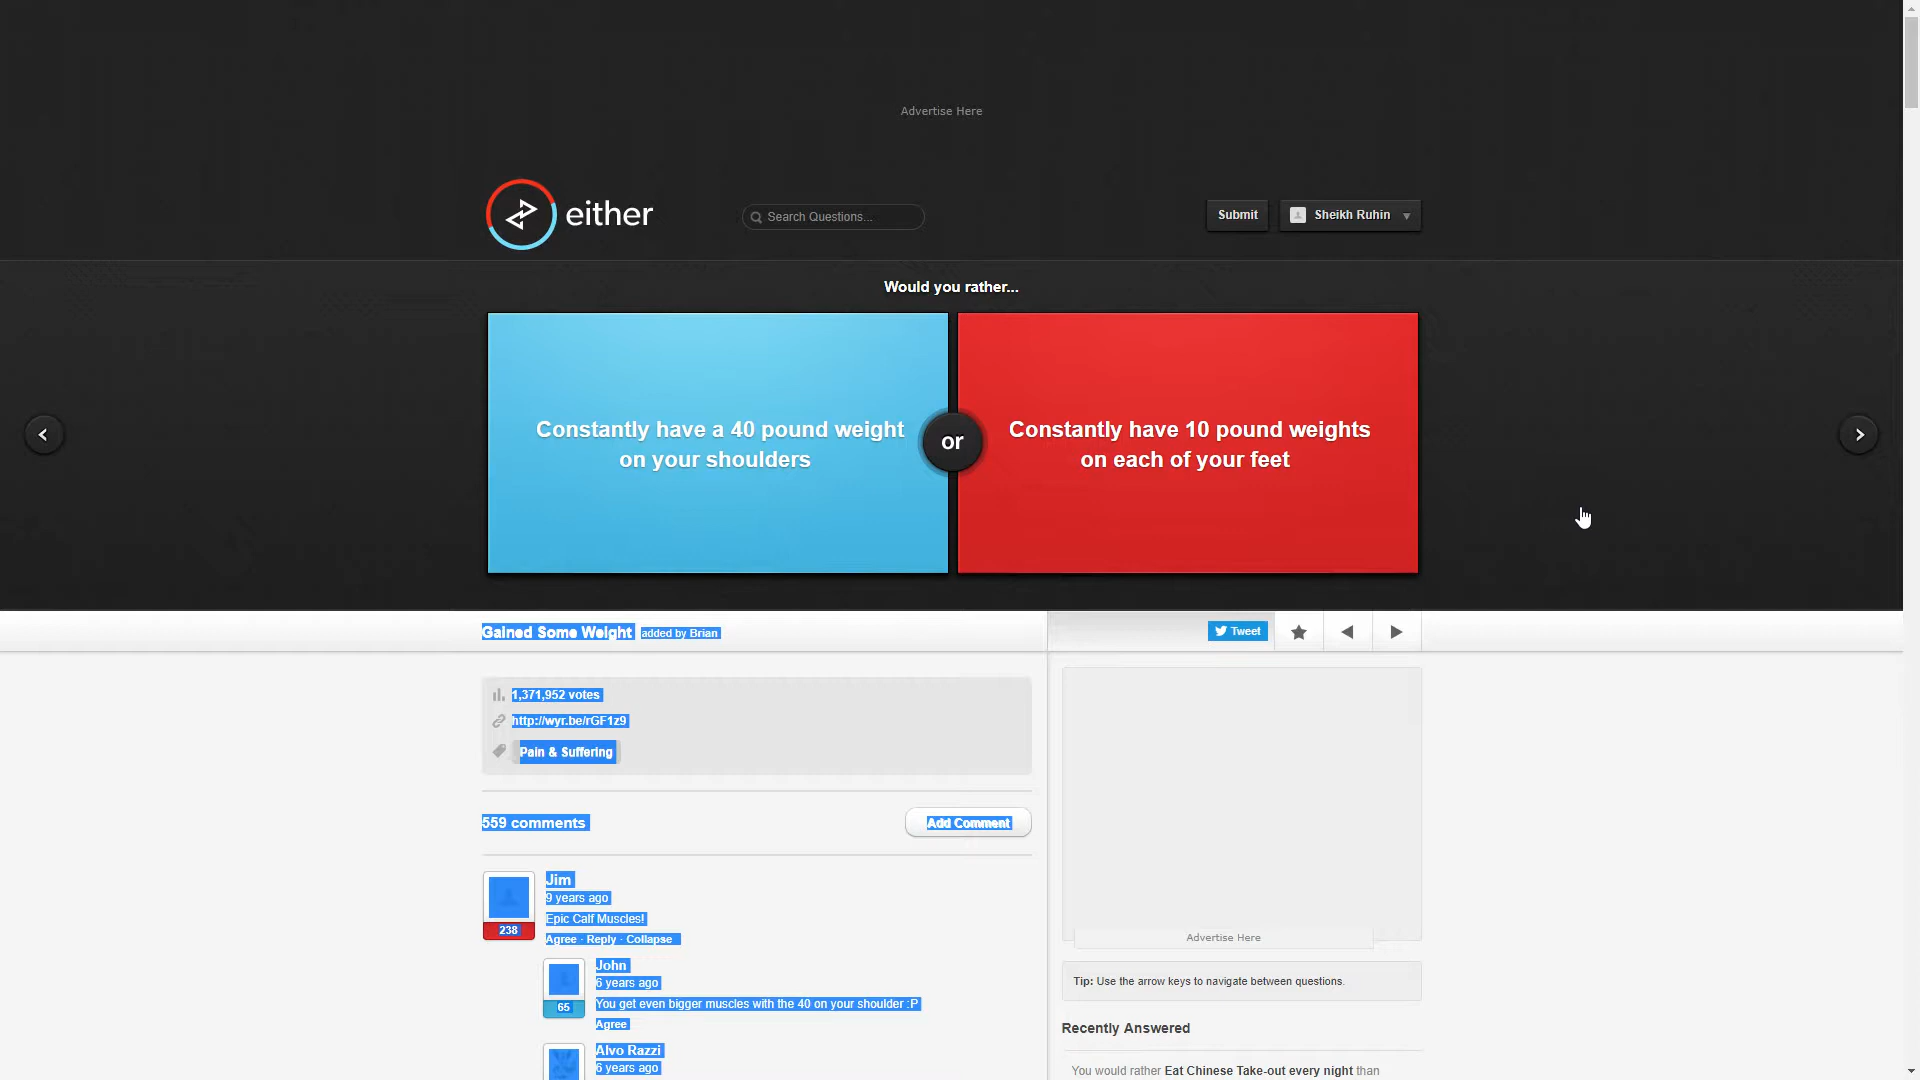 Advertise Here
either
Search Questions...
Submit
Sheikh Ruhin
Would you rather...
Constantly have a 40 pound weight
on your shoulders
or
Constantly have 10 pound weights
on each of your feet
Gained Some Weight added by Brian
Tweet
1,371,952 votes
http://wyr.be/rGF1z9
Pain & Suffering
559 comments
Add Comment
Jim
9 years ago
Epic Calf Muscles!
238
Agree · Reply · Collapse
John
6 years ago
You get even bigger muscles with the 40 on your shoulder :P
65
Agree
Alvo Razzi
6 years ago
Advertise Here
Tip: Use the arrow keys to navigate between questions.
Recently Answered
You would rather Eat Chinese Take-out every night than